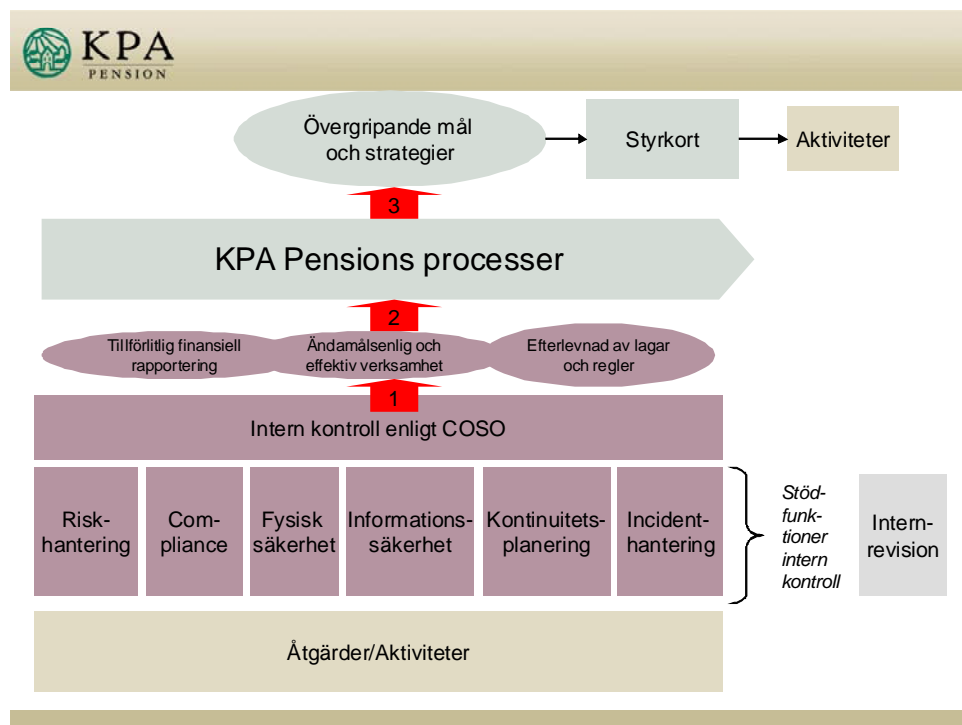 KPA
PENSION
Övergripande mål
och strategier
Styrkort
Aktiviteter
3
KPA Pensions processer
2
Tillförlitlig finansiell
rapportering
Ändamålsenlig och
effektiv verksamhet
Efterlevnad av lagar
och regler
1
Intern kontroll enligt COSO
Risk-
hantering
Com-
pliance
Fysisk
säkerhet
Informations-
säkerhet
Kontinuitets-
planering
Incident-
hantering
Stöd-
funk-
tioner
intern
kontroll
Intern-
revision
Åtgärder/Aktiviteter